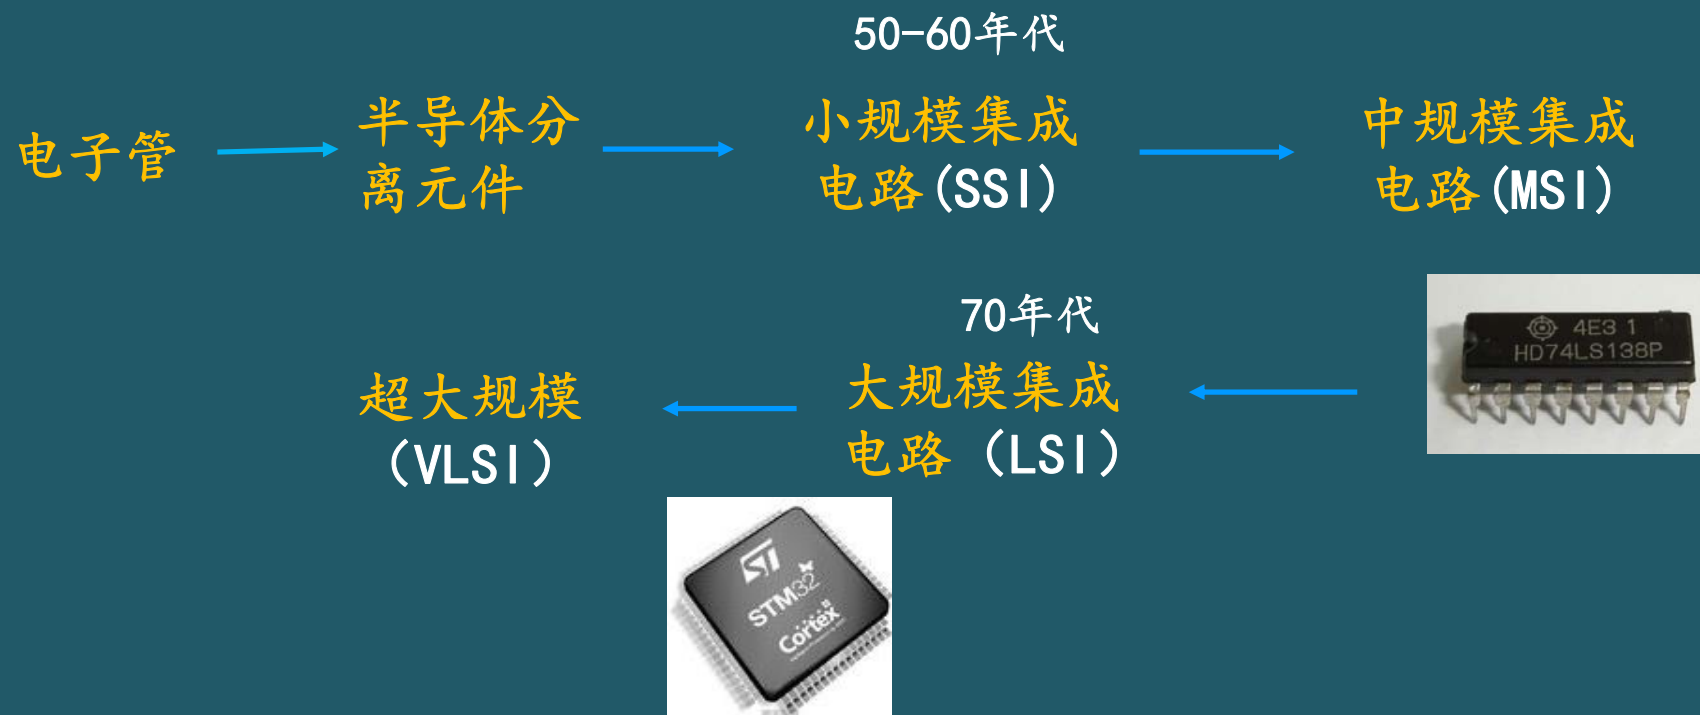 50-60年代
电子管
半导体分
离元件
小规模集成
电路(SSI)
中规模集成
电路(MSI)
4E3 1
HD74LS138P
70年代
大规模集成
电路（LSI）
超大规模
（VLSI）
ST
STM32
Cortex